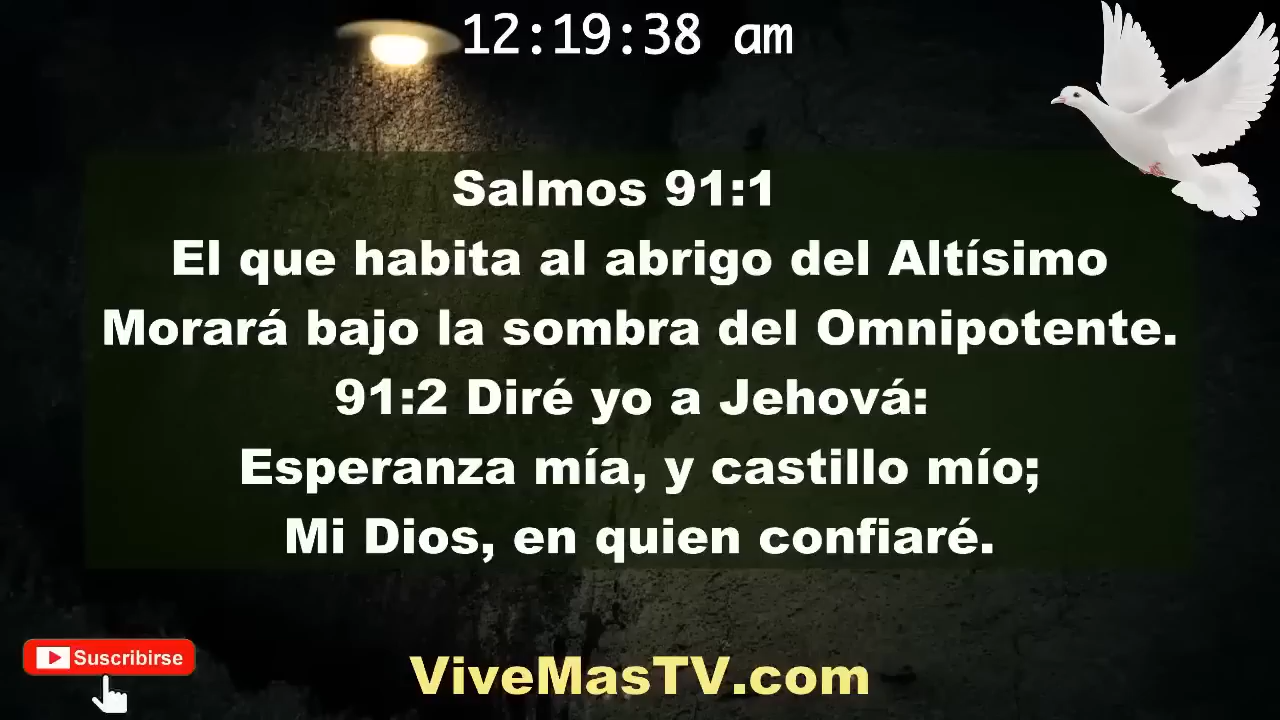 12:19:38 am
Salmos 91:1
El que habita al abrigo del Altísimo
Morará bajo la sombra del Omnipotente.
91:2 Diré yo a Jehová:
Esperanza mía, y castillo mío;
Mi Dios, en quien confiaré.
Suscribirse
ViveMasTV.com